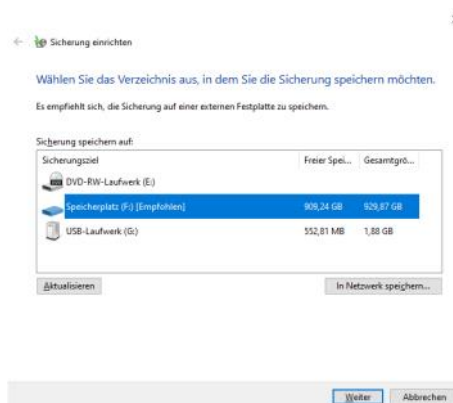 Sicherung einrichten
Wählen Sie das Verzeichnis aus, in dem Sie die Sicherung speichern möchten.
Es empfiehlt sich, die Sicherung auf einer externen Festplatte zu speichern.
Sicherung speichern auf:
Sicherungsziel Freier Spei... Gesamtgrö...
DVD-RW-Laufwerk (E:)
Speicherplatz (F:) [Empfohlen] 909,24 GB 929,87 GB
USB-Laufwerk (G:) 552,81 MB 1,88 GB
Aktualisieren In Netzwerk speichern...
Weiter Abbrechen